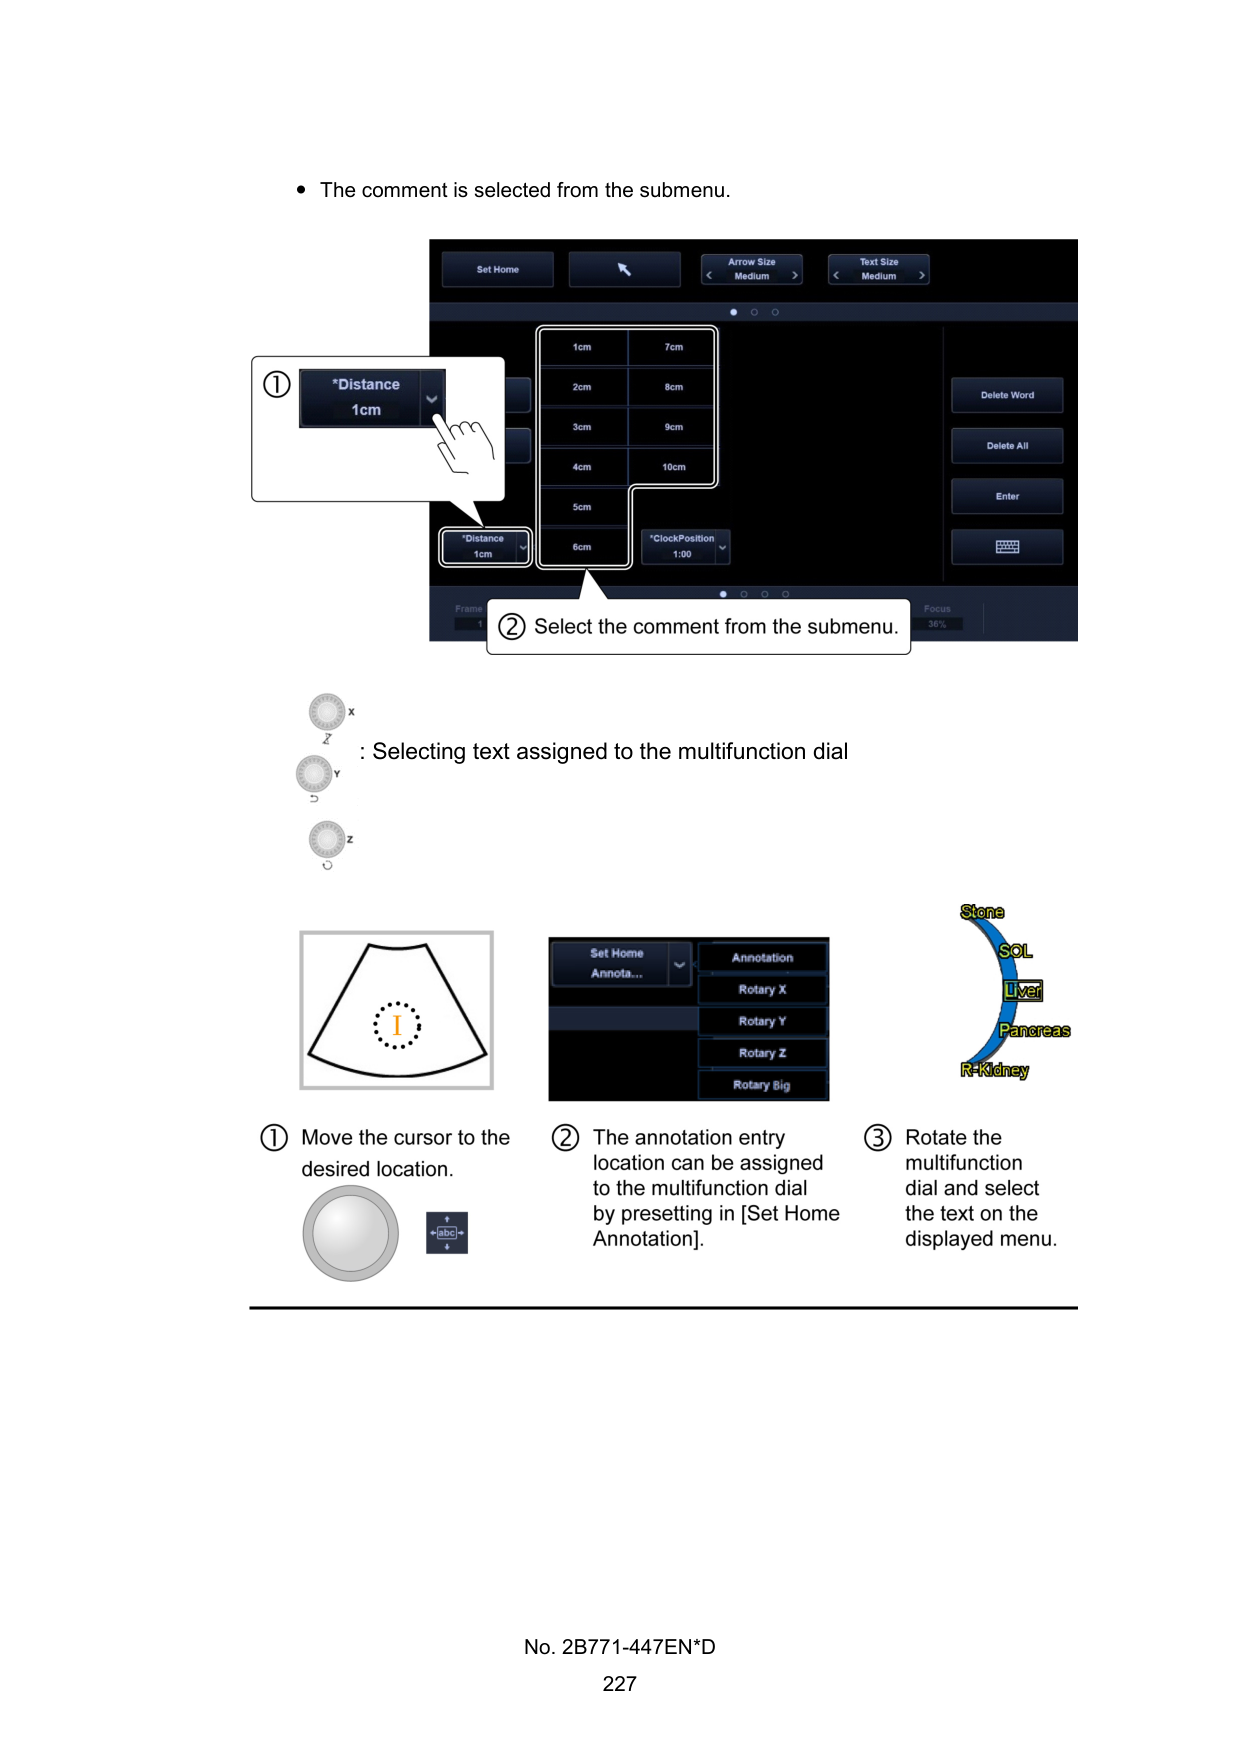 • The comment is selected from the submenu.
Set Home
Arrow Size
< Medium >
Text Size
< Medium >
1cm 7cm
2cm 8cm
3cm 9cm
4cm 10cm
5cm
6cm
① *Distance
1cm
*Distance
1cm
*ClockPosition
1:00
Delete Word
Delete All
Enter
Frame
1
Focus
36%
② Select the comment from the submenu.
X
Y
Z
: Selecting text assigned to the multifunction dial
I
Set Home
Annota...
Annotation
Rotary X
Rotary Y
Rotary Z
Rotary Big
Stone
SOL
Liver
Pancreas
R-Kidney
① Move the cursor to the
desired location.
abc
② The annotation entry
location can be assigned
to the multifunction dial
by presetting in [Set Home
Annotation].
③ Rotate the
multifunction
dial and select
the text on the
displayed menu.
No. 2B771-447EN*D
227